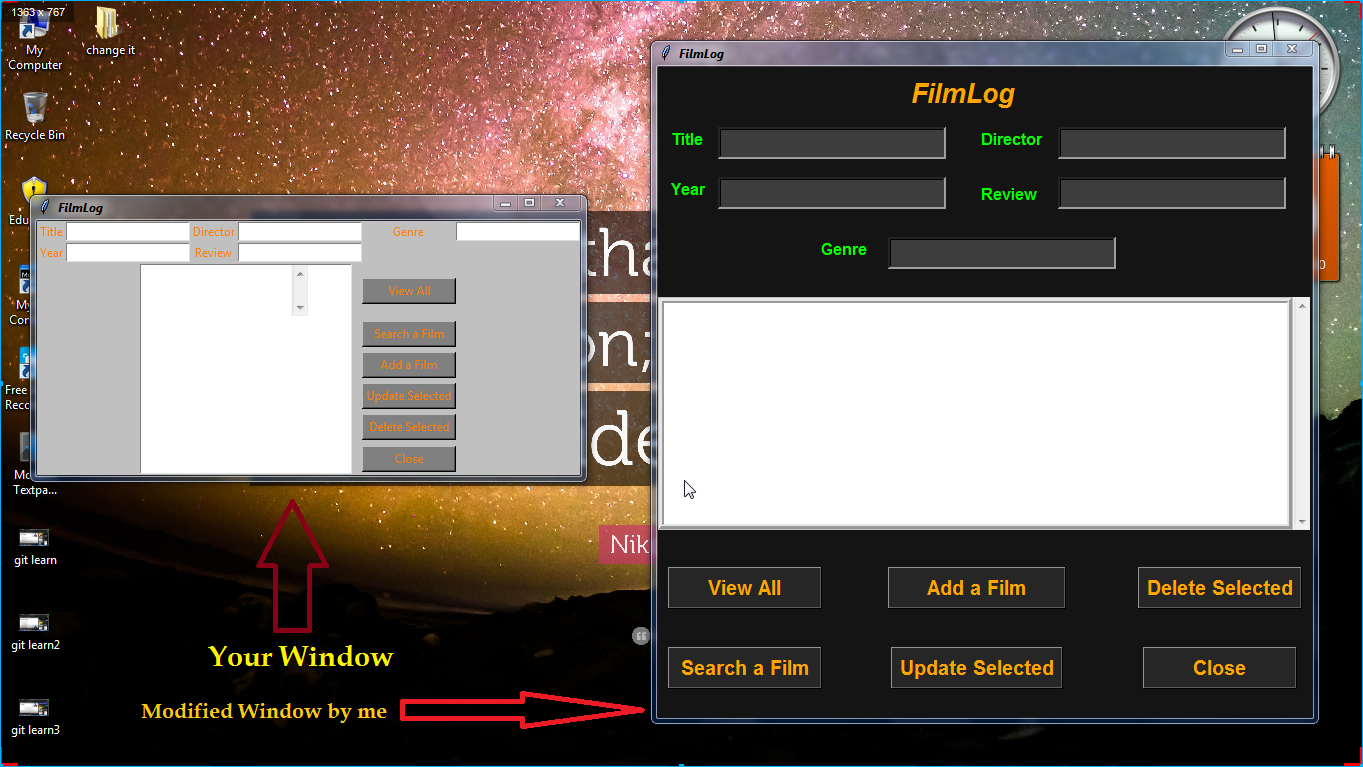 1363 x 767
My
Computer
change it
Recycle Bin
Edu
My
Con
Free
Reco
Mo
Textpa...
git learn
git learn2
git learn3
FilmLog
Title
Director
Genre
Year
Review
View All
Search a Film
Add a Film
Update Selected
Delete Selected
Close
Your Window
Modified Window by me
tha
on;
de
Nik
FilmLog
FilmLog
Title
Director
Year
Review
Genre
View All
Add a Film
Delete Selected
Search a Film
Update Selected
Close
0